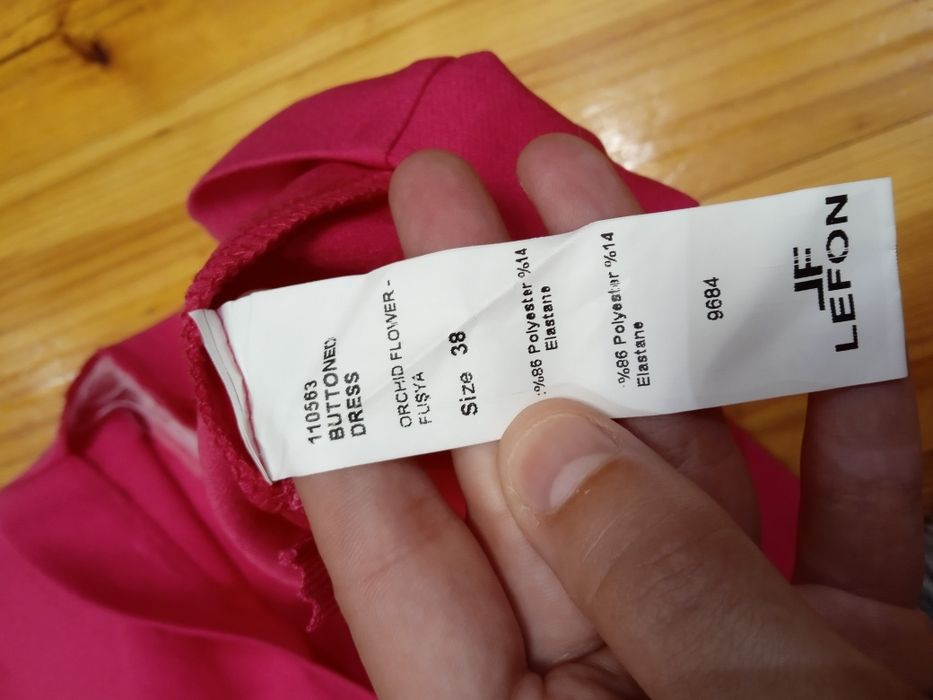 110563
BUTTONED
DRESS
ORCHID FLOWER -
FUŞYA
Size 38
:%86 Polyester %14
Elastane
:%86 Polyester %14
Elastane
9684
LEFON